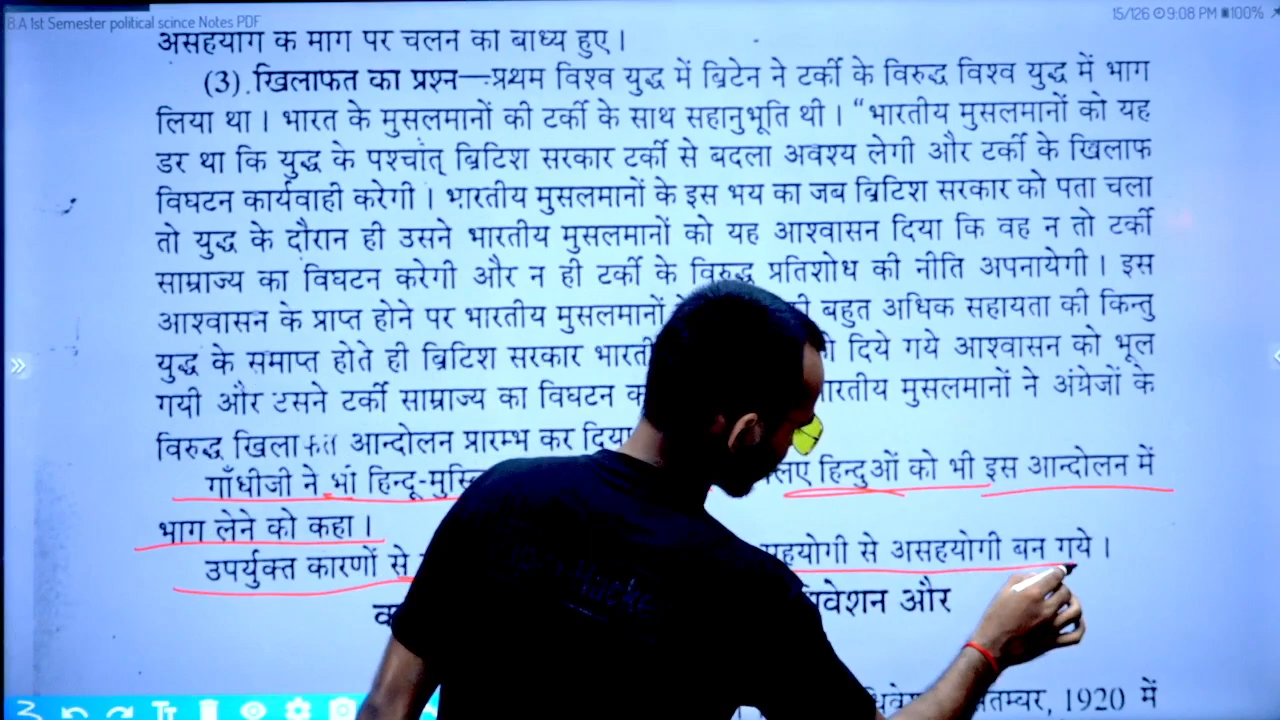 B.A 1st Semester political scince Notes PDF
15/126 9:08 PM 100%
असहयोग के मार्ग पर चलने को बाध्य हुए।
(3). खिलाफत का प्रश्न—प्रथम विश्व युद्ध में ब्रिटेन ने टर्की के विरुद्ध विश्व युद्ध में भाग
लिया था। भारत के मुसलमानों की टर्की के साथ सहानुभूति थी। “भारतीय मुसलमानों को यह
डर था कि युद्ध के पश्चात् ब्रिटिश सरकार टर्की से बदला अवश्य लेगी और टर्की के खिलाफ
विघटन कार्यवाही करेगी। भारतीय मुसलमानों के इस भय का जब ब्रिटिश सरकार को पता चला
तो युद्ध के दौरान ही उसने भारतीय मुसलमानों को यह आश्वासन दिया कि वह न तो टर्की
साम्राज्य का विघटन करेगी और न ही टर्की के विरुद्ध प्रतिशोध की नीति अपनायेगी। इस
आश्वासन के प्राप्त होने पर भारतीय मुसलमानों बहुत अधिक सहायता की किन्तु
युद्ध के समाप्त होते ही ब्रिटिश सरकार दिये गये आश्वासन को भूल
गयी और उसने टर्की साम्राज्य का विघटन मुसलमानों ने अंग्रेजों के
विरुद्ध आन्दोलन प्रारम्भ कर
गाँधीजी ने भी हिन्दुओं को भी इस आन्दोलन में
भाग लेने को कहा।
उपर्युक्त कारणों से से असहयोगी बन गये।
और
1920 में